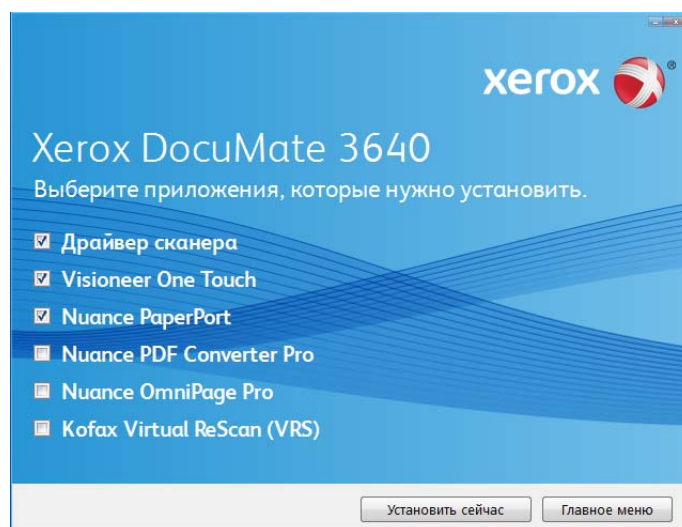 xerox ®
Xerox DocuMate 3640
Выберите приложения, которые нужно установить.
Драйвер сканера
Visioneer One Touch
Nuance PaperPort
Nuance PDF Converter Pro
Nuance OmniPage Pro
Kofax Virtual ReScan (VRS)
Установить сейчас Главное меню